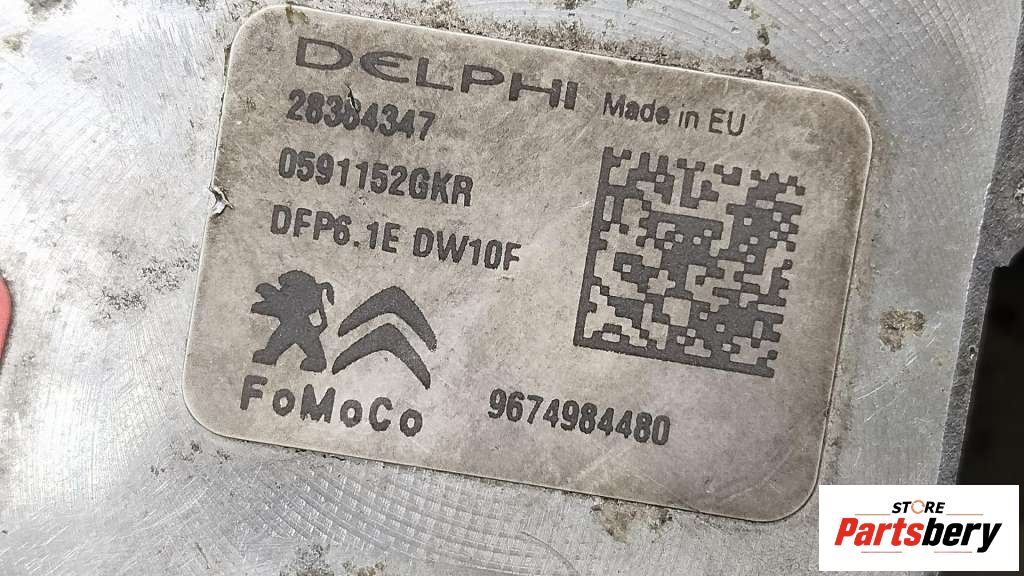 DELPHI Made in EU
28384347
0591152GKR
DFP6.1E DW10F
FoMoCo
9674984480
STORE
Partsbery